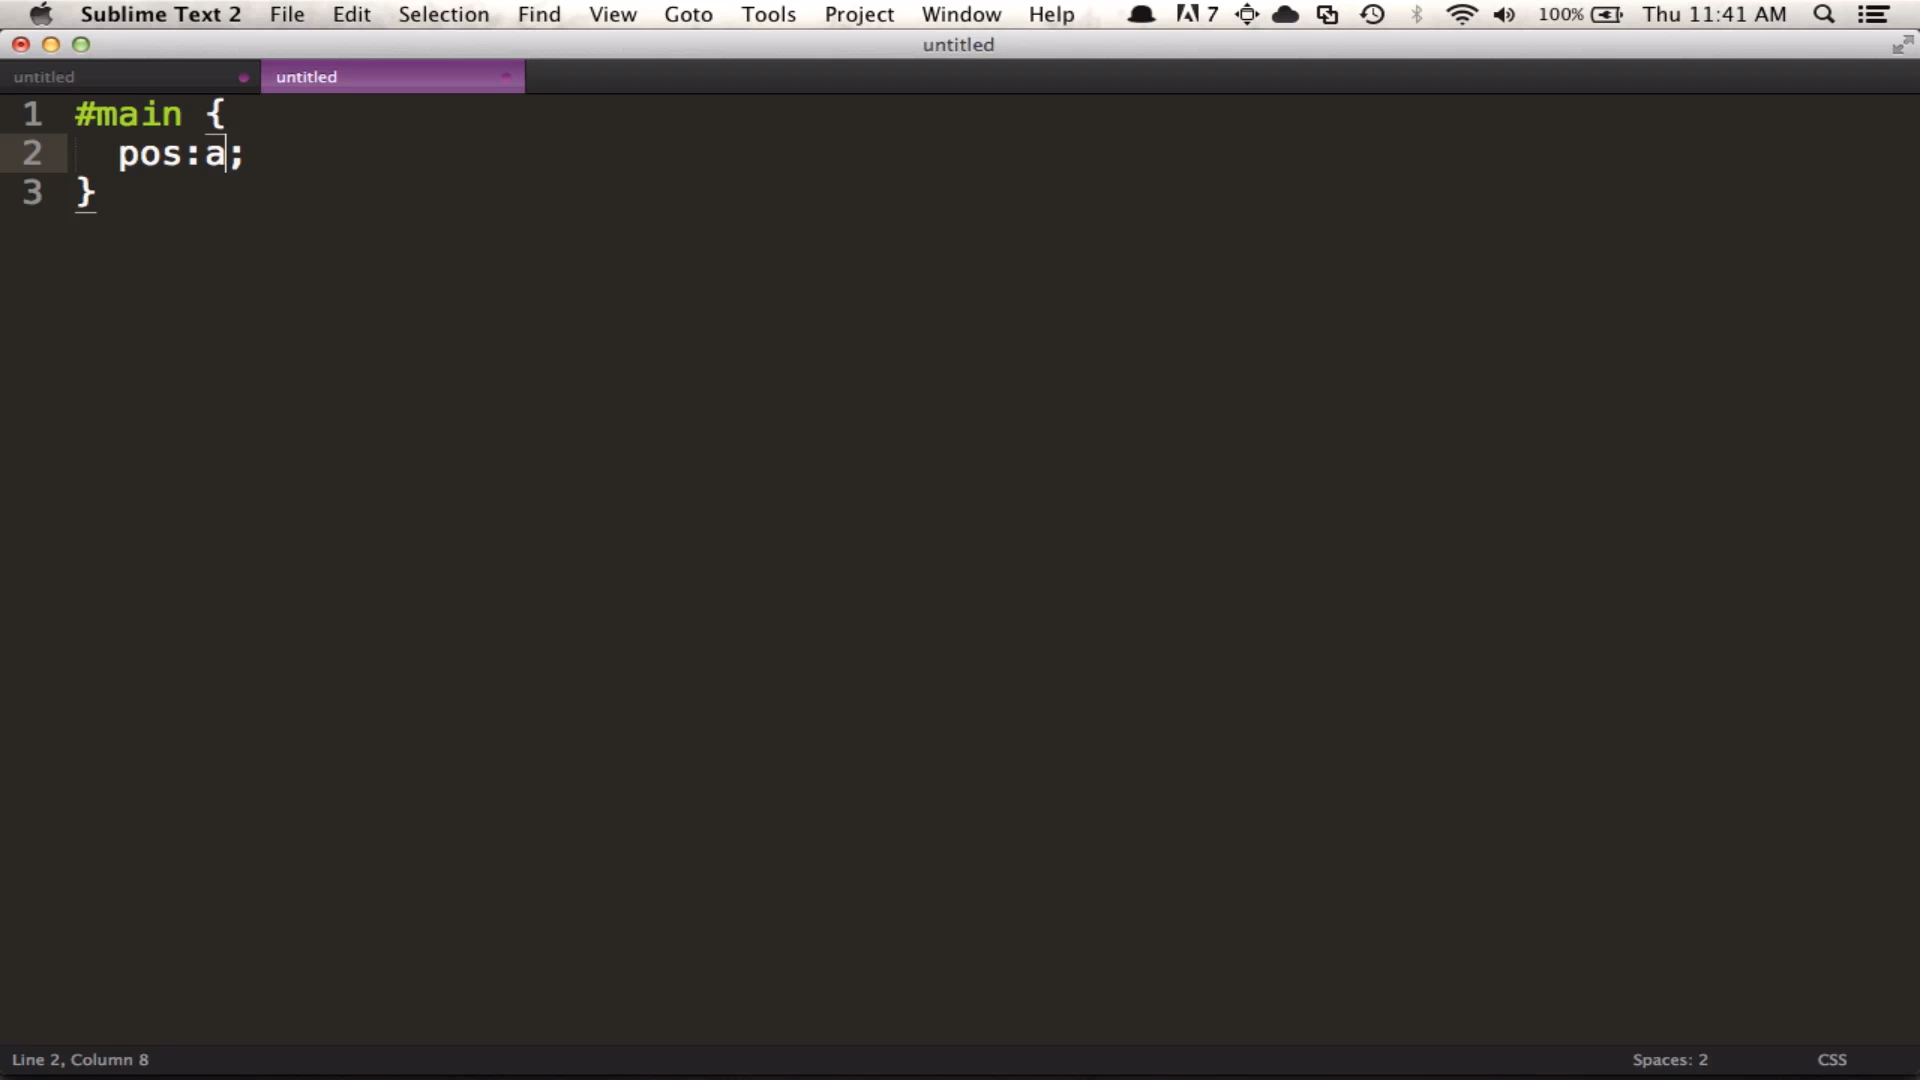 Sublime Text 2 File Edit Selection Find View Goto Tools Project Window Help 7 100% Thu 11:41 AM
untitled
untitled untitled
1 #main {
2 pos:a;
3 }
Line 2, Column 8 Spaces: 2 CSS